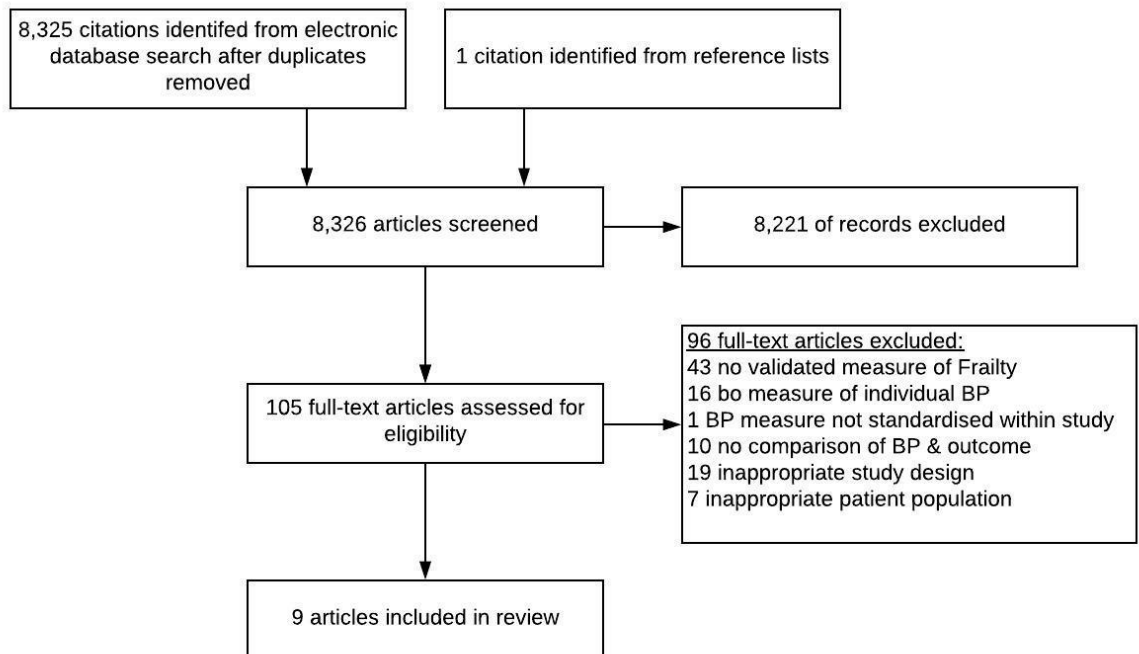 8,325 citations identifed from electronic
database search after duplicates
removed
1 citation identified from reference lists
8,326 articles screened
8,221 of records excluded
105 full-text articles assessed for
eligibility
96 full-text articles excluded:
43 no validated measure of Frailty
16 bo measure of individual BP
1 BP measure not standardised within study
10 no comparison of BP & outcome
19 inappropriate study design
7 inappropriate patient population
9 articles included in review